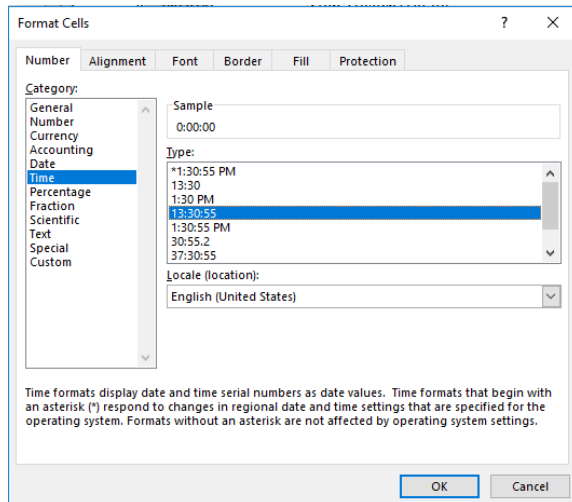 Format Cells ? ×
Number Alignment Font Border Fill Protection
Category:
General
Number
Currency
Accounting
Date
Time
Percentage
Fraction
Scientific
Text
Special
Custom
Sample
0:00:00
Type:
*1:30:55 PM
13:30
1:30 PM
13:30:55
1:30:55 PM
30:55.2
37:30:55
Locale (location):
English (United States)
Time formats display date and time serial numbers as date values. Time formats that begin with
an asterisk (*) respond to changes in regional date and time settings that are specified for the
operating system. Formats without an asterisk are not affected by operating system settings.
OK Cancel